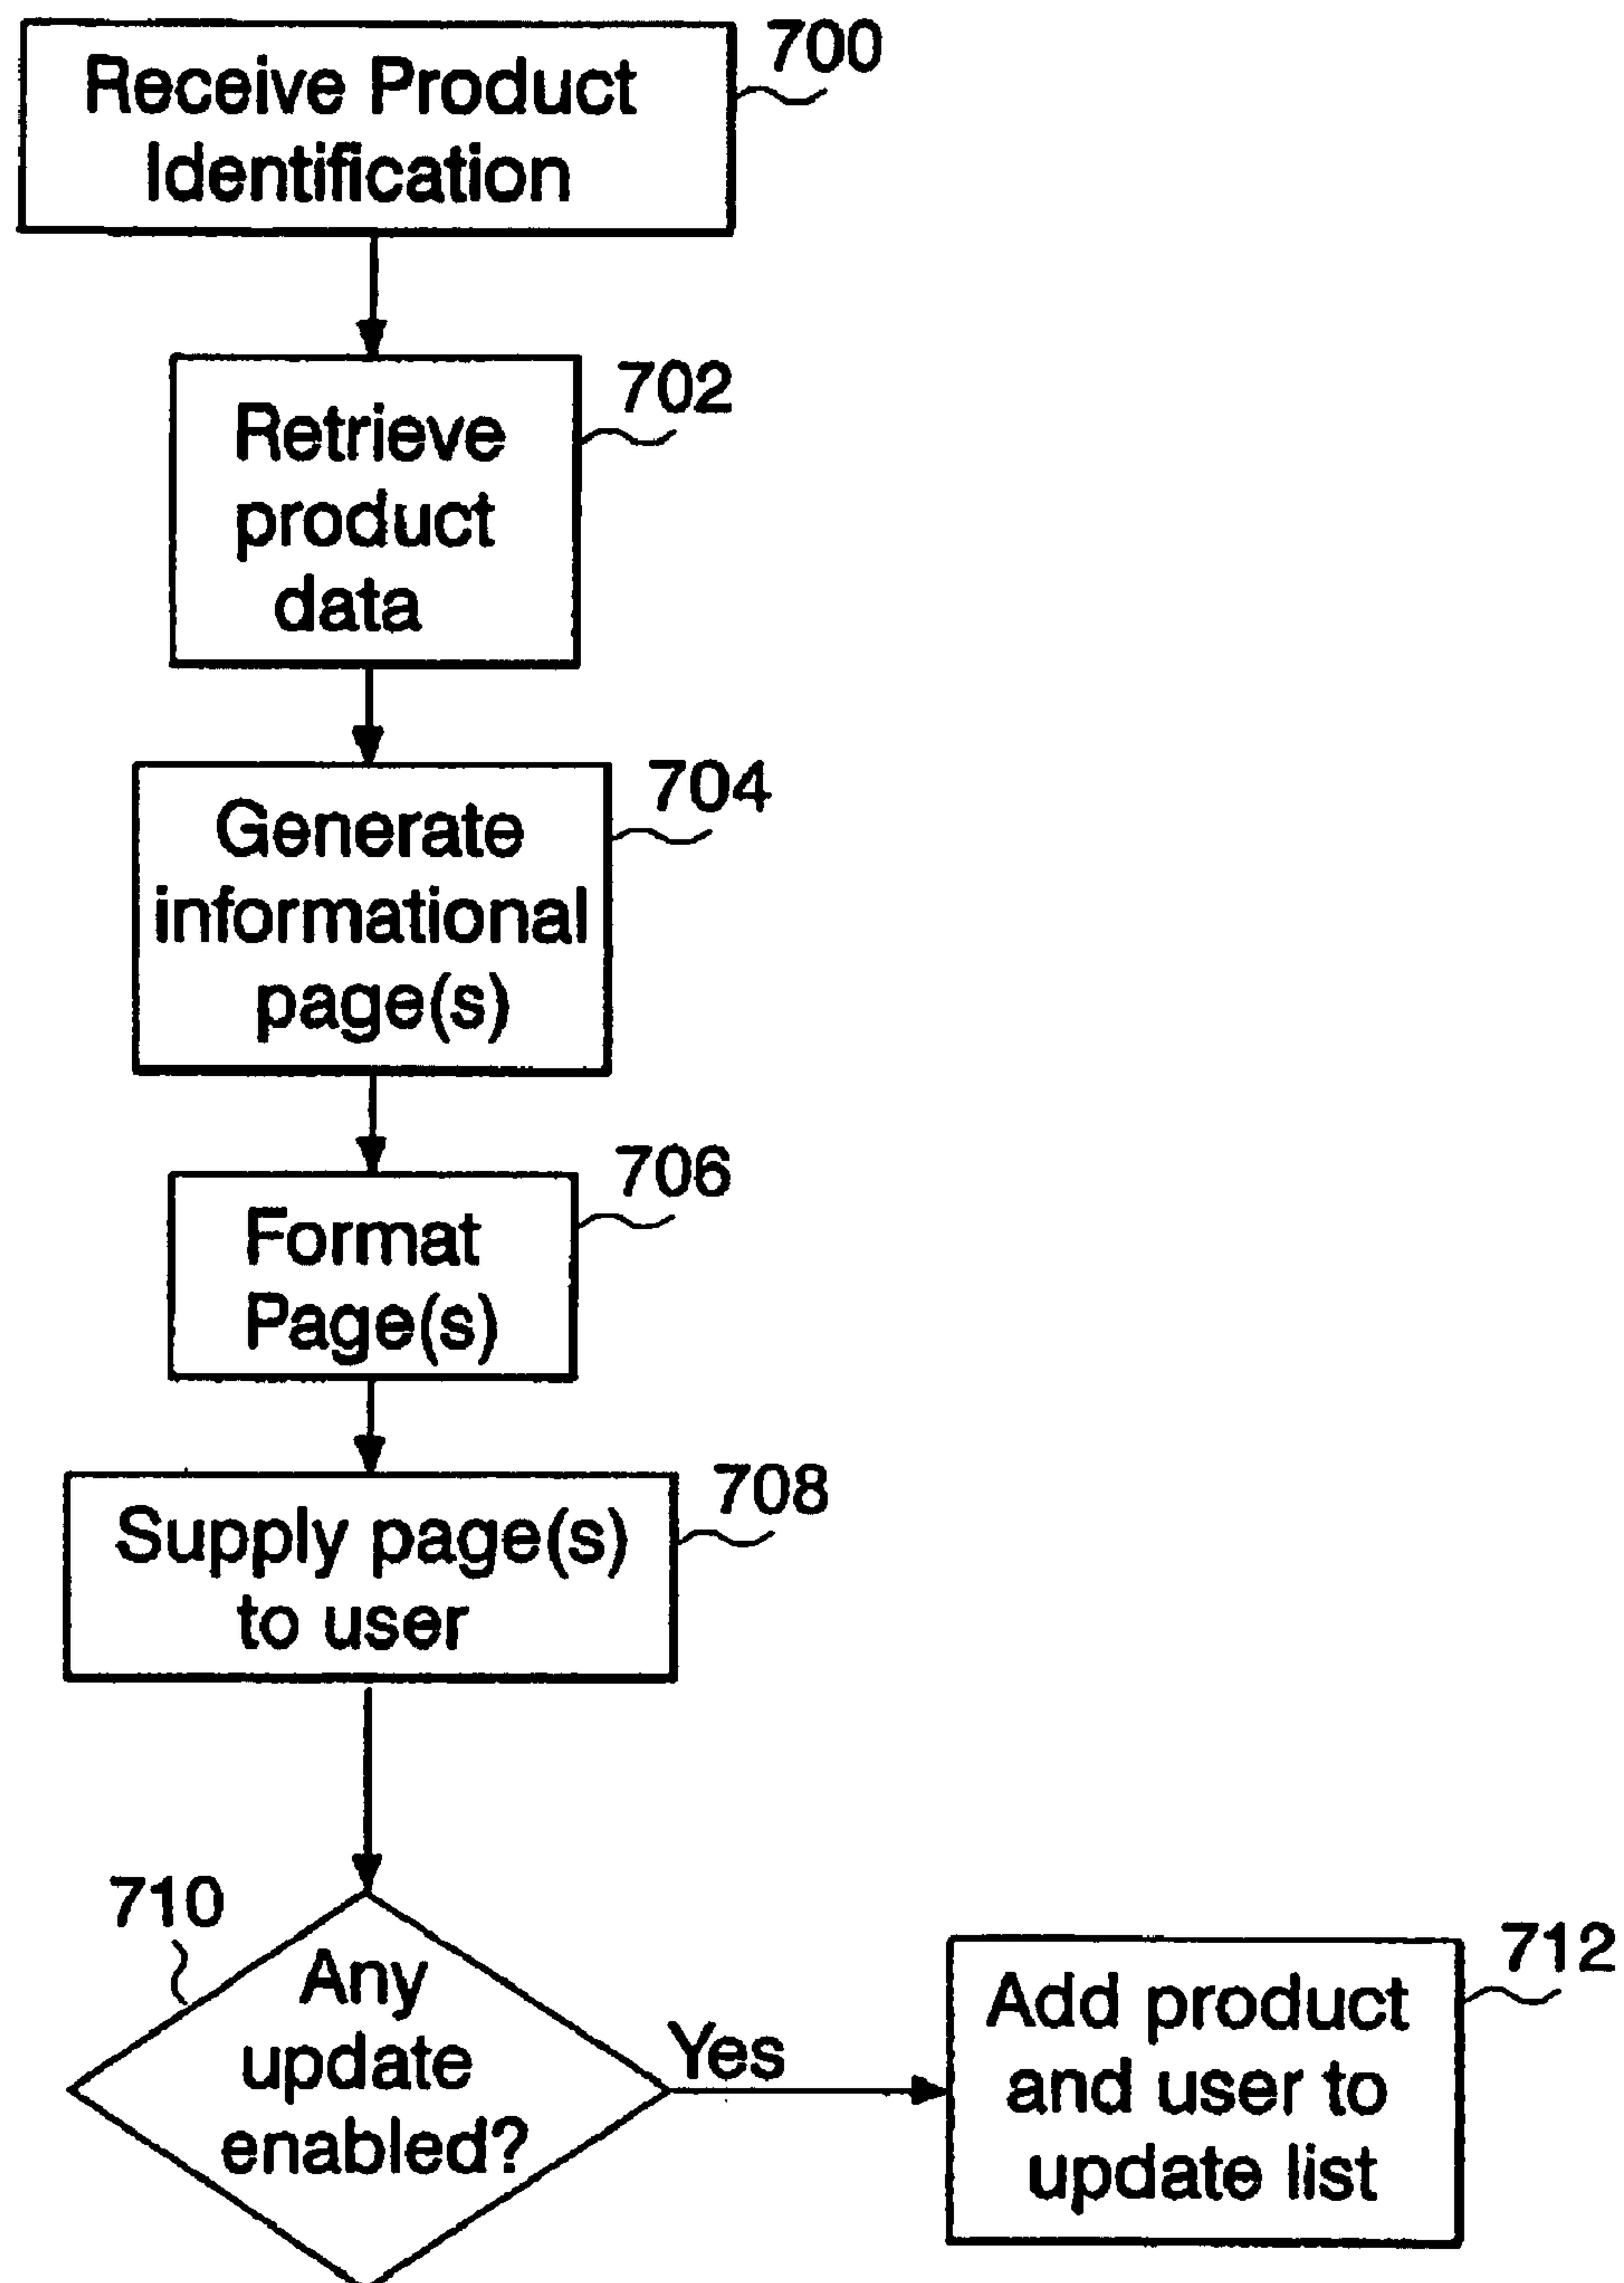 700
Receive Product
Identification
702
Retrieve
product
data
704
Generate
informational
page(s)
706
Format
Page(s)
708
Supply page(s)
to user
710
Any
update
enabled?
Yes
712
Add product
and user to
update list